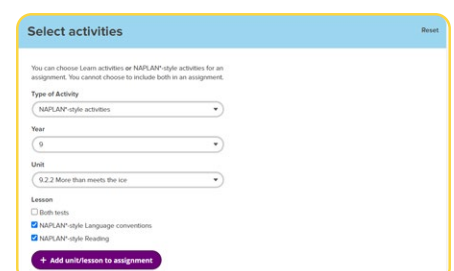 Select activities
Reset
You can choose Learn activities or NAPLAN*-style activities for an
assignment. You cannot choose to include both in an assignment.
Type of Activity
NAPLAN*-style activities
Year
9
Unit
9.2.2 More than meets the ice
Lesson
Both tests
NAPLAN*-style Language conventions
NAPLAN*-style Reading
+ Add unit/lesson to assignment